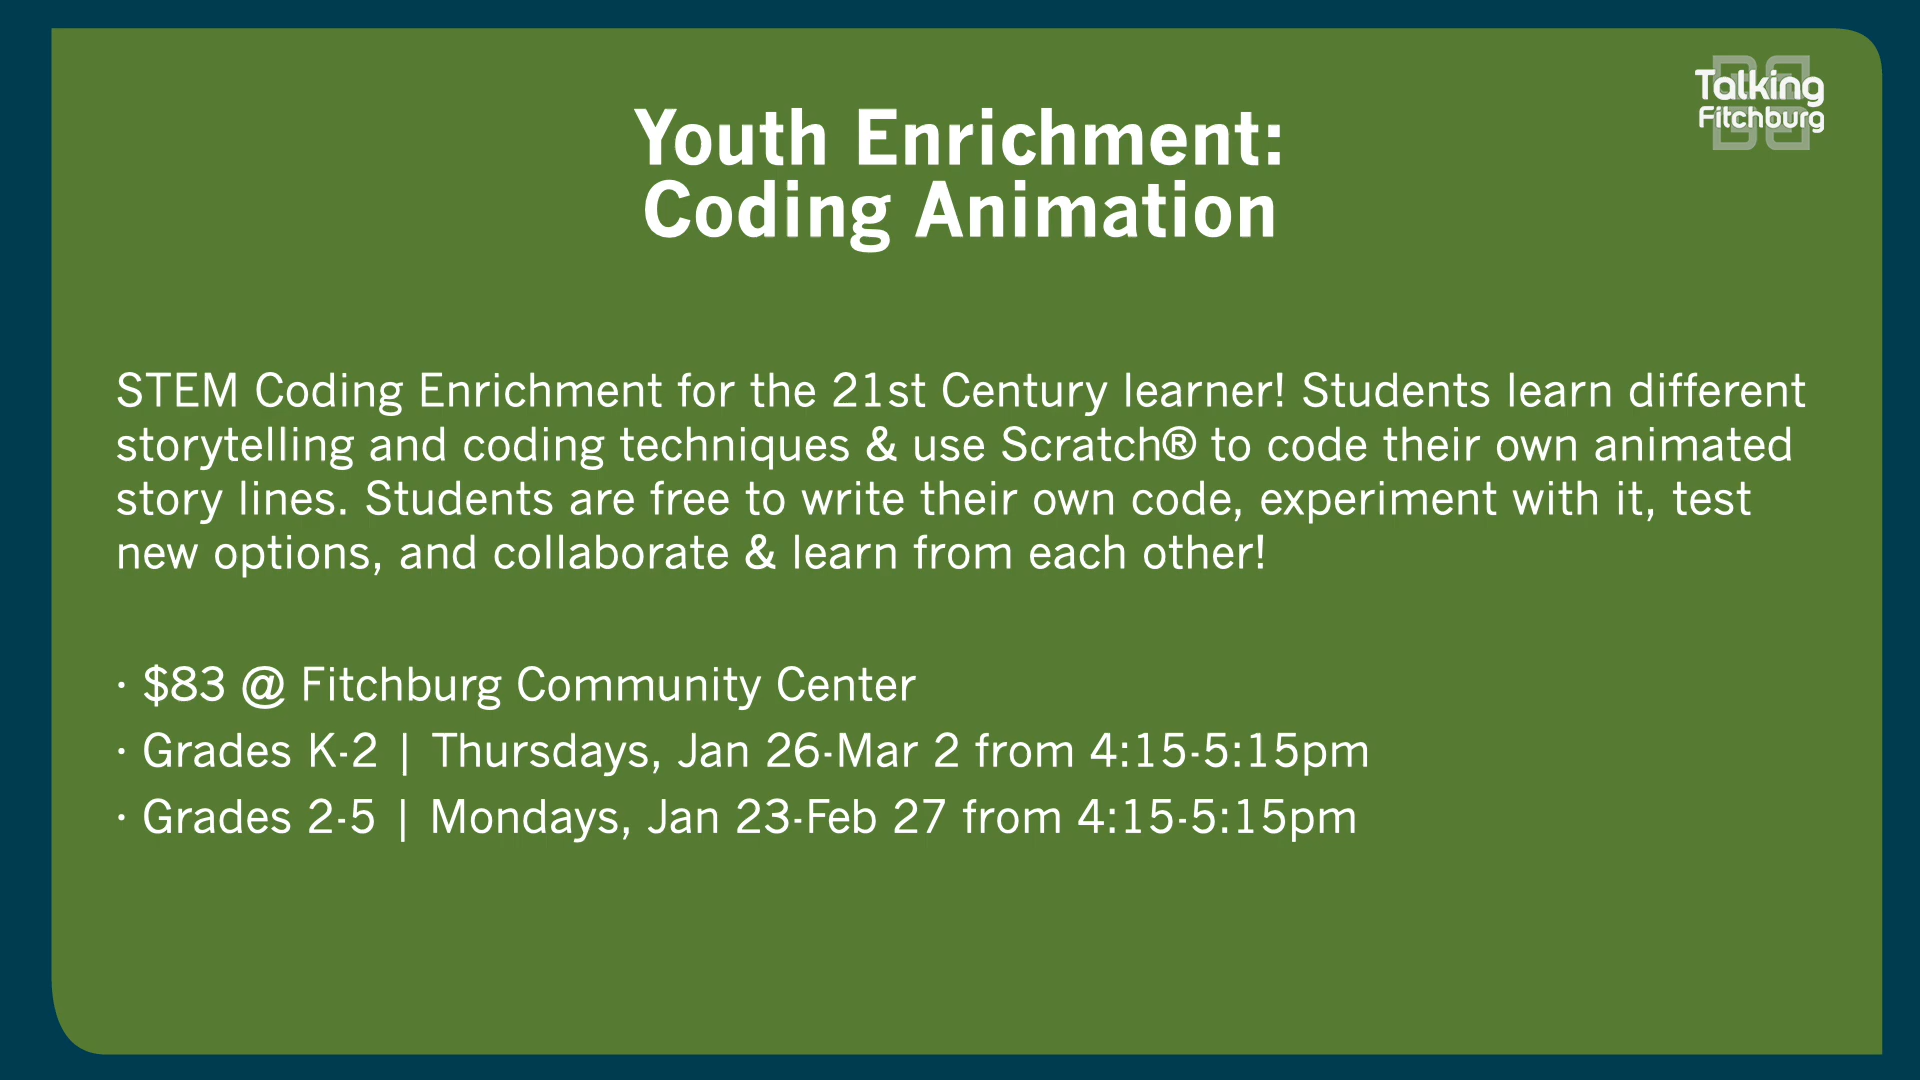 Talking
Fitchburg
Youth Enrichment:
Coding Animation
STEM Coding Enrichment for the 21st Century learner! Students learn different
storytelling and coding techniques & use Scratch® to code their own animated
story lines. Students are free to write their own code, experiment with it, test
new options, and collaborate & learn from each other!
· $83 @ Fitchburg Community Center
· Grades K-2 | Thursdays, Jan 26-Mar 2 from 4:15-5:15pm
· Grades 2-5 | Mondays, Jan 23-Feb 27 from 4:15-5:15pm